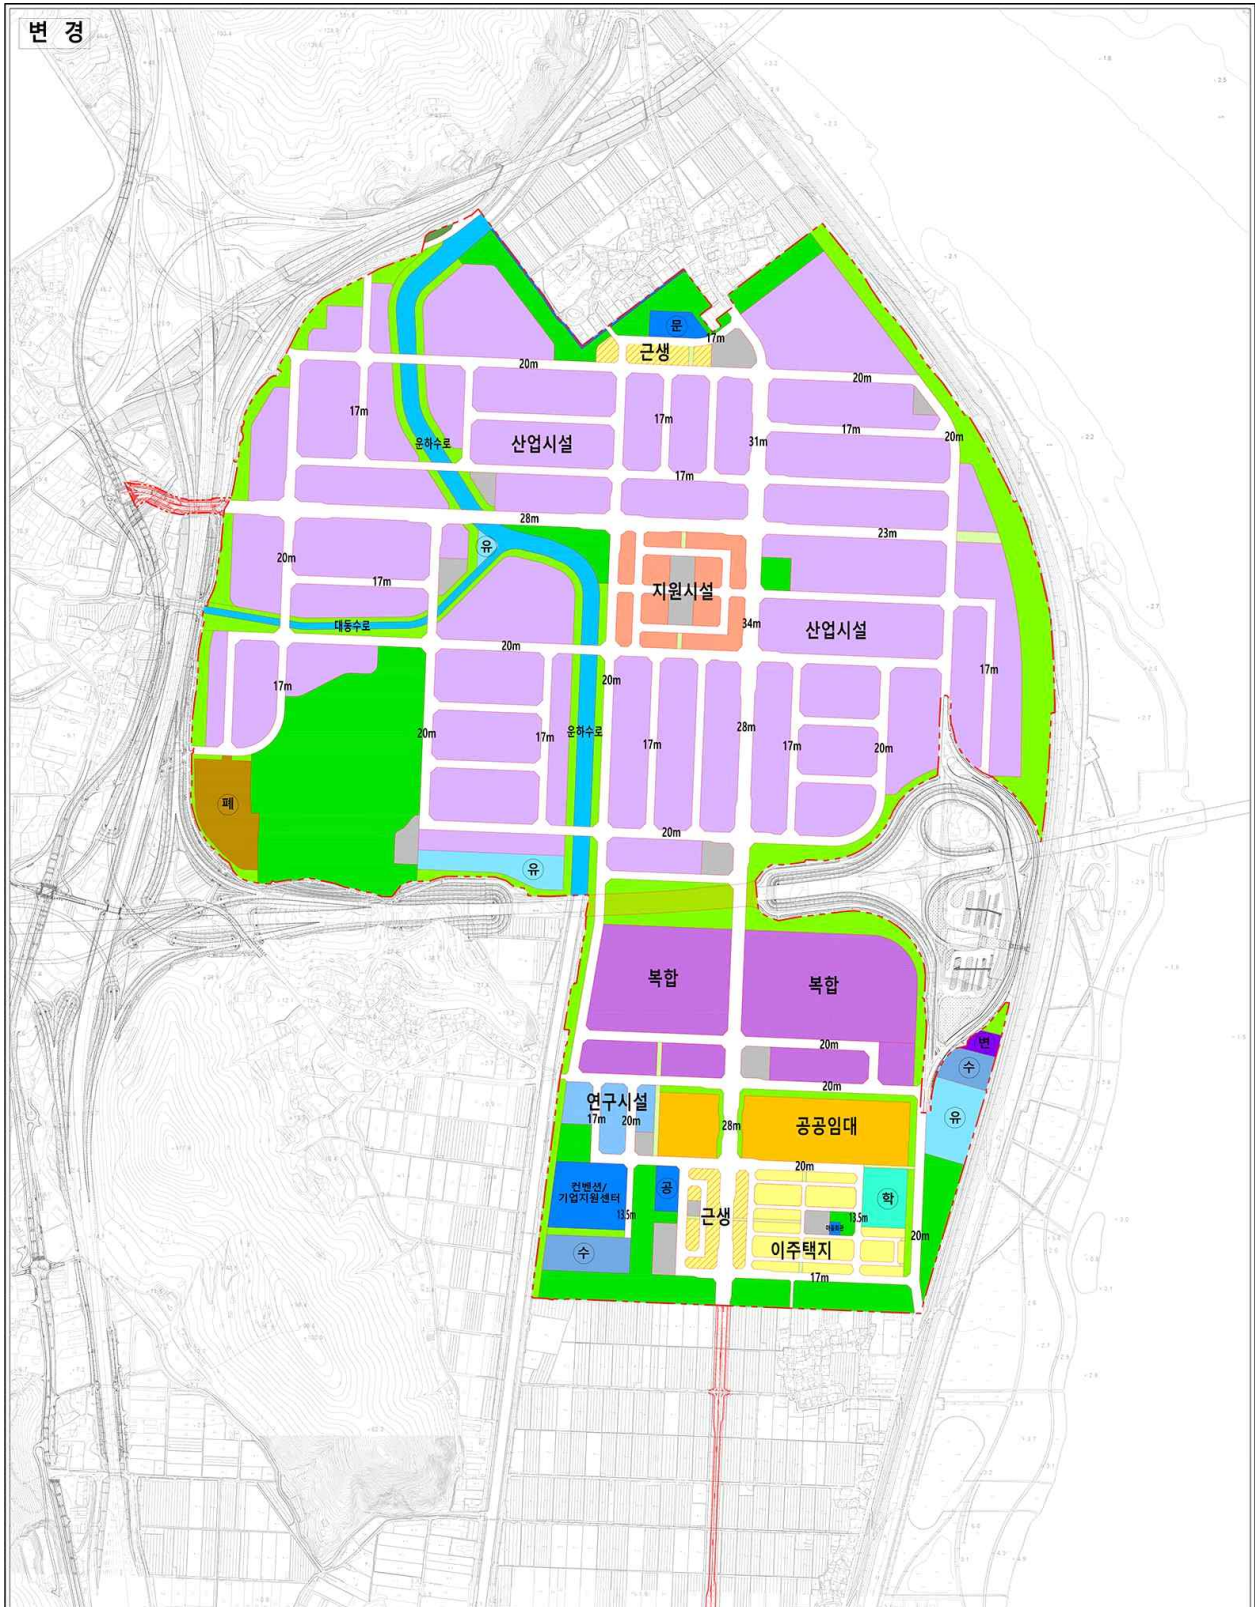 변 경
문
17m
근생
20m
20m
17m
17m
17m
20m
31m
운하수로
산업시설
17m
28m
23m
유
20m
17m
지원시설
대동수로
34m
산업시설
20m
17m
17m
20m
20m
17m
운하수로
17m
28m
17m
20m
폐
20m
유
복합
복합
변
20m
수
20m
연구시설
17m
20m
28m
공공임대
유
20m
컨벤션/
기업지원센터
공
학
13.5m
근생
13.5m
20m
수
이주택지
17m